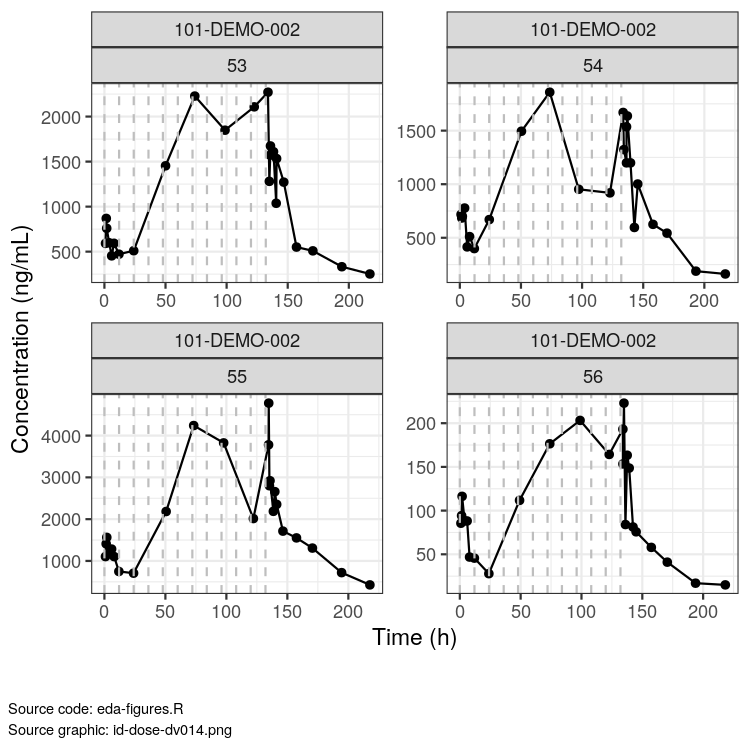 101-DEMO-002
101-DEMO-002
53
54
2000
1500
1000
500
1500
1000
500
0 50 100 150 200
0 50 100 150 200
Concentration (ng/mL)
101-DEMO-002
101-DEMO-002
55
56
4000
3000
2000
1000
200
150
100
50
0 50 100 150 200
0 50 100 150 200
Time (h)
Source code: eda-figures.R
Source graphic: id-dose-dv014.png